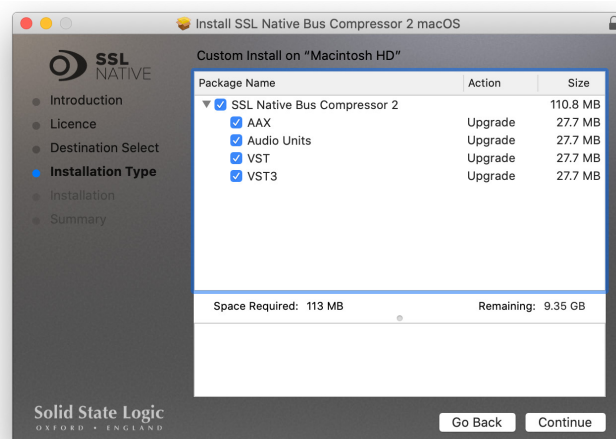 Install SSL Native Bus Compressor 2 macOS
SSL
NATIVE
Introduction
Licence
Destination Select
Installation Type
Installation
Summary
Custom Install on “Macintosh HD”
Package Name Action Size
SSL Native Bus Compressor 2 110.8 MB
AAX Upgrade 27.7 MB
Audio Units Upgrade 27.7 MB
VST Upgrade 27.7 MB
VST3 Upgrade 27.7 MB
Space Required: 113 MB Remaining: 9.35 GB
Solid State Logic
OXFORD • ENGLAND
Go Back Continue